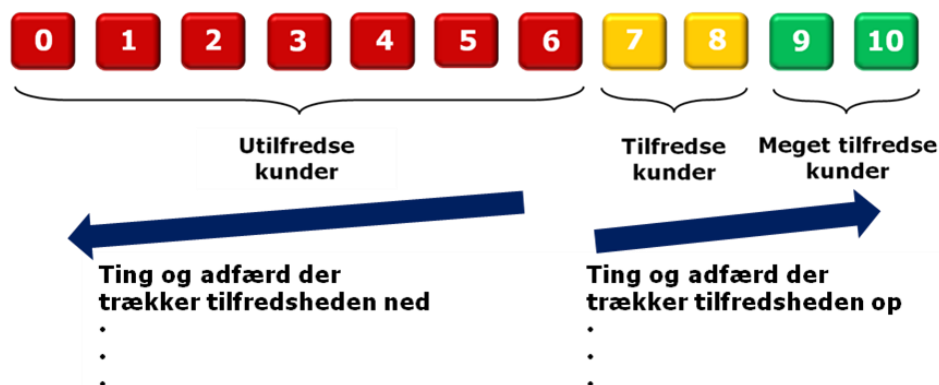 0 1 2 3 4 5 6 7 8 9 10
Utilfredse
kunder
Tilfredse
kunder
Meget tilfredse
kunder
Ting og adfærd der
trækker tilfredsheden ned
•
•
•
Ting og adfærd der
trækker tilfredsheden op
•
•
•